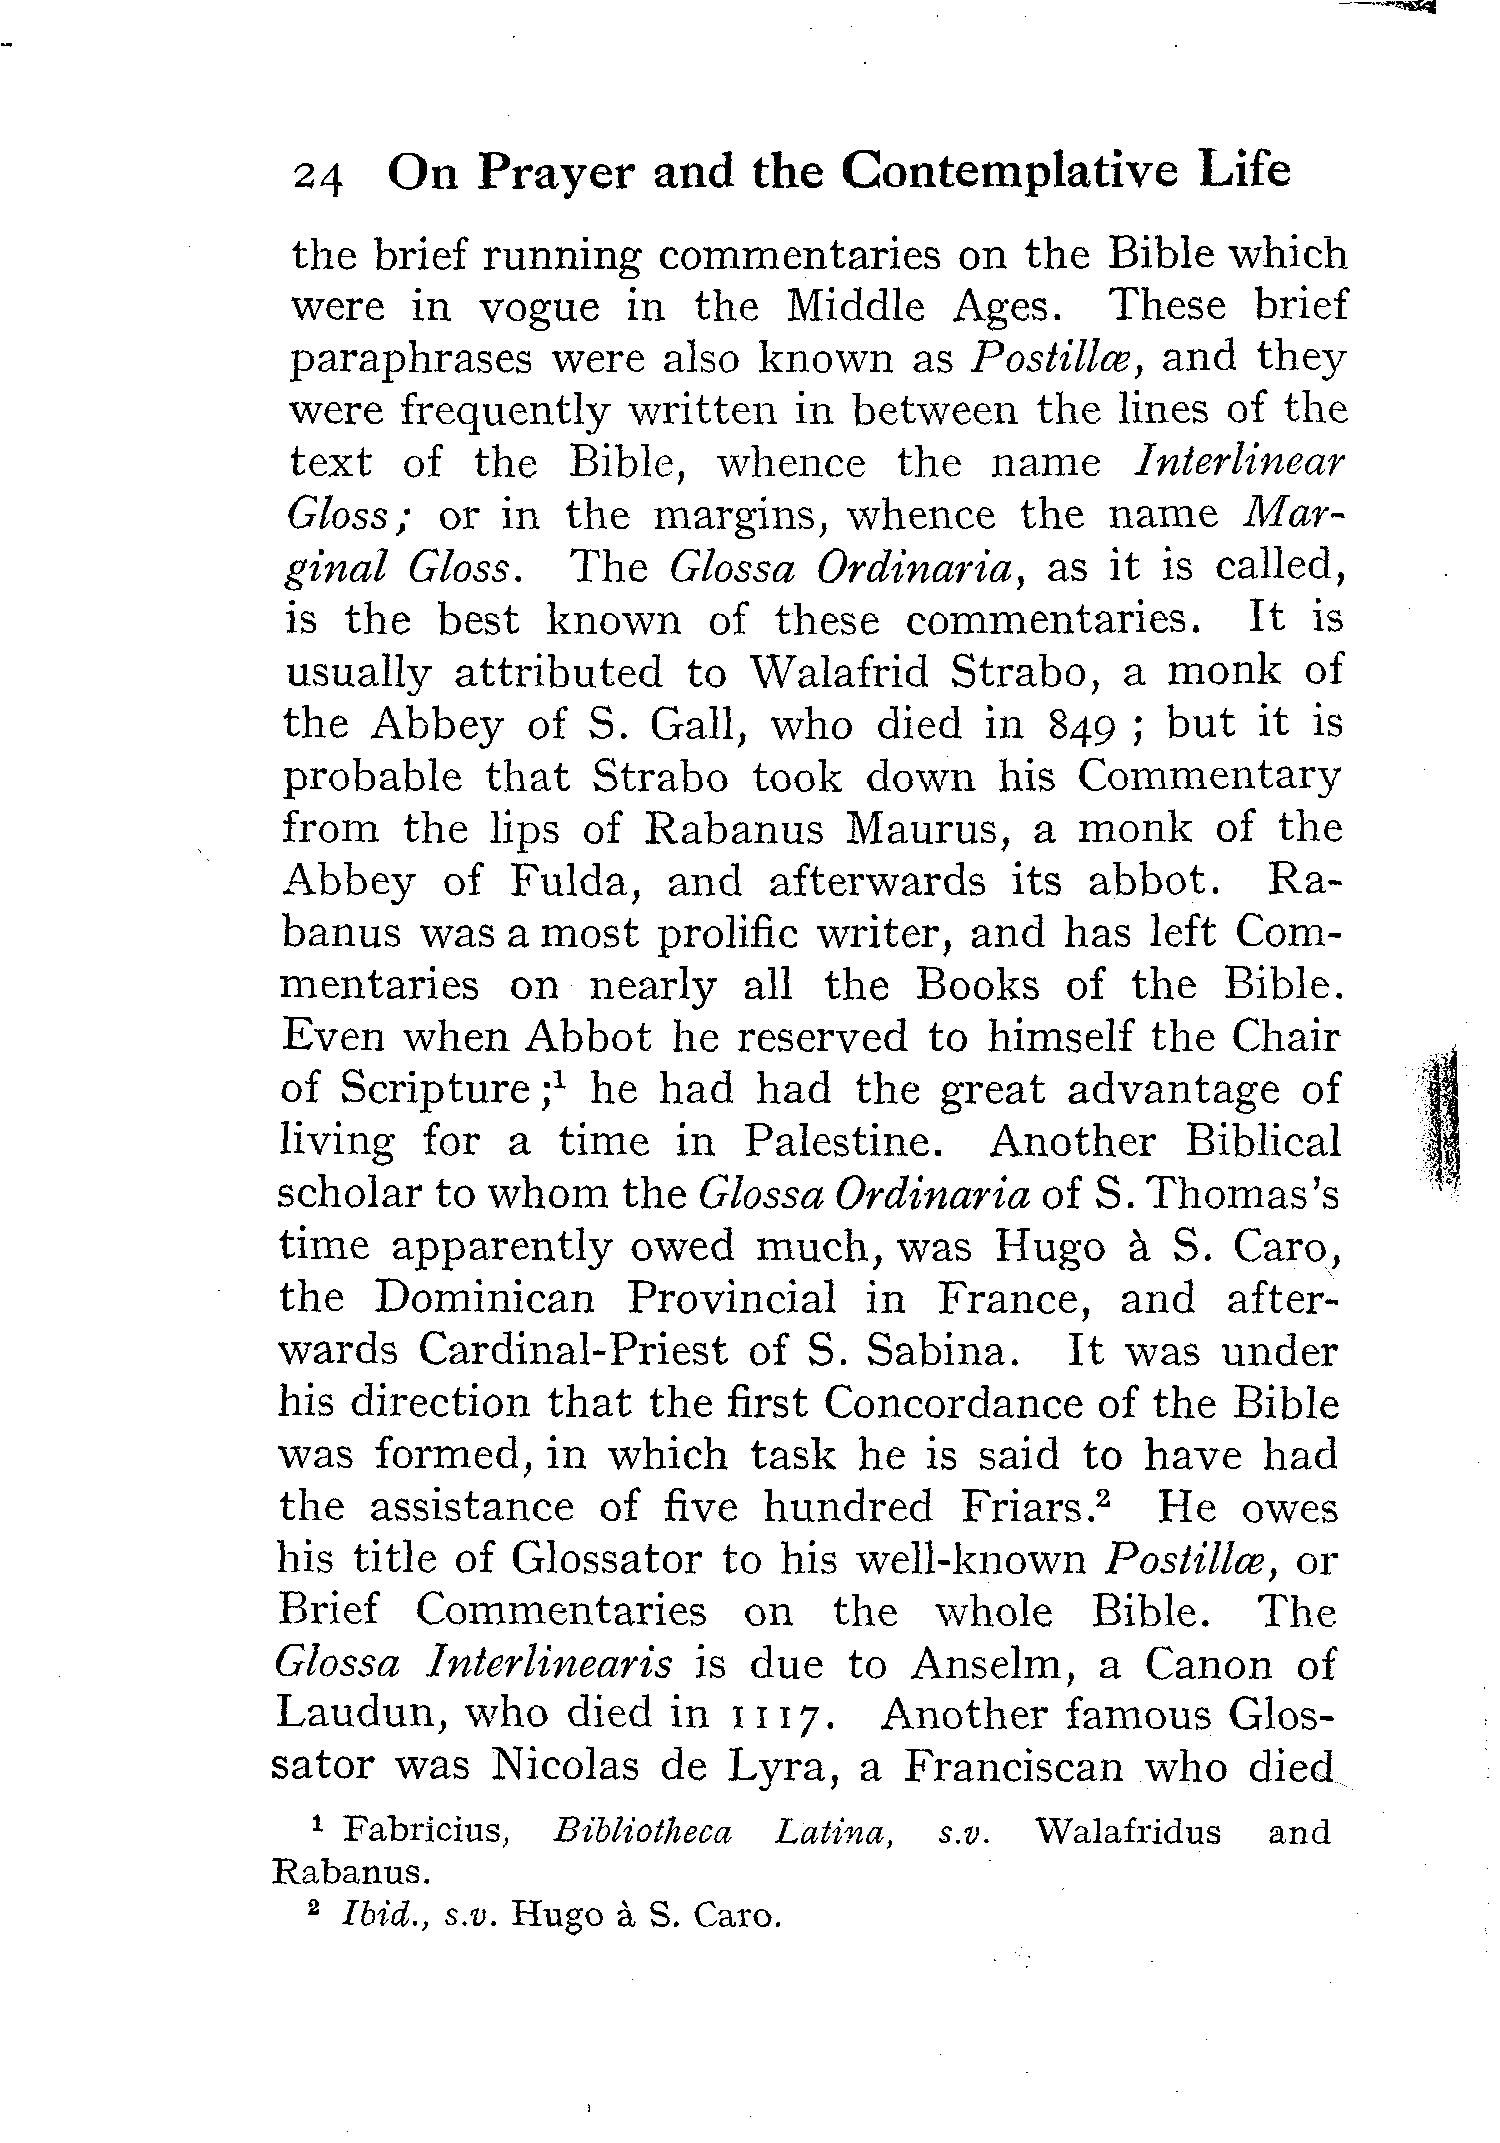 24 On Prayer and the Contemplative Life
the brief running commentaries on the Bible which
were in vogue in the Middle Ages. These brief
paraphrases were also known as Postillæ, and they
were frequently written in between the lines of the
text of the Bible, whence the name Interlinear
Gloss; or in the margins, whence the name Mar-
ginal Gloss. The Glossa Ordinaria, as it is called,
is the best known of these commentaries. It is
usually attributed to Walafrid Strabo, a monk of
the Abbey of S. Gall, who died in 849 ; but it is
probable that Strabo took down his Commentary
from the lips of Rabanus Maurus, a monk of the
Abbey of Fulda, and afterwards its abbot. Ra-
banus was a most prolific writer, and has left Com-
mentaries on nearly all the Books of the Bible.
Even when Abbot he reserved to himself the Chair
of Scripture ;¹ he had had the great advantage of
living for a time in Palestine. Another Biblical
scholar to whom the Glossa Ordinaria of S. Thomas's
time apparently owed much, was Hugo à S. Caro,
the Dominican Provincial in France, and after-
wards Cardinal-Priest of S. Sabina. It was under
his direction that the first Concordance of the Bible
was formed, in which task he is said to have had
the assistance of five hundred Friars.² He owes
his title of Glossator to his well-known Postillæ, or
Brief Commentaries on the whole Bible. The
Glossa Interlinearis is due to Anselm, a Canon of
Laudun, who died in 1117. Another famous Glos-
sator was Nicolas de Lyra, a Franciscan who died
¹ Fabricius, Bibliotheca Latina, s.v. Walafridus and
Rabanus.
² Ibid., s.v. Hugo à S. Caro.